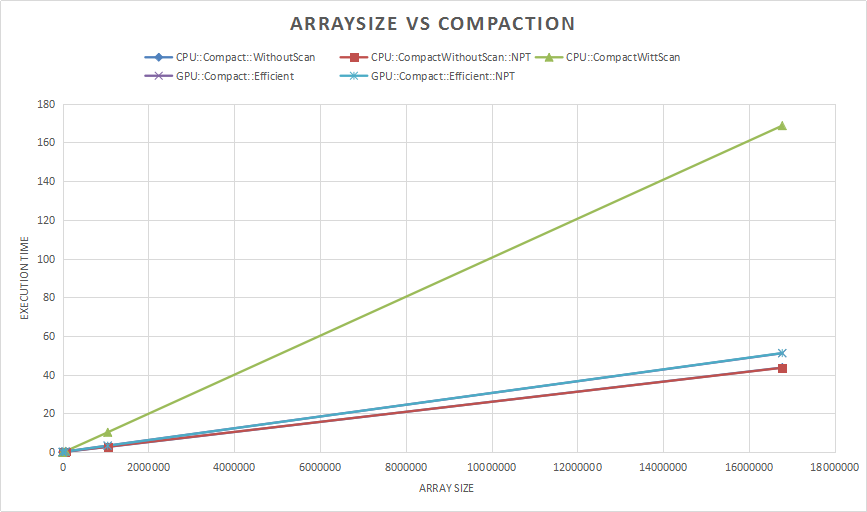 ARRAYSIZE VS COMPACTION
CPU::Compact::WithoutScan CPU::CompactWithoutScan::NPT CPU::CompactWittScan
GPU::Compact::Efficient GPU::Compact::Efficient::NPT
180
160
140
120
100
80
60
40
20
0
EXECUTION TIME
0 2000000 4000000 6000000 8000000 10000000 12000000 14000000 16000000 18000000
ARRAY SIZE